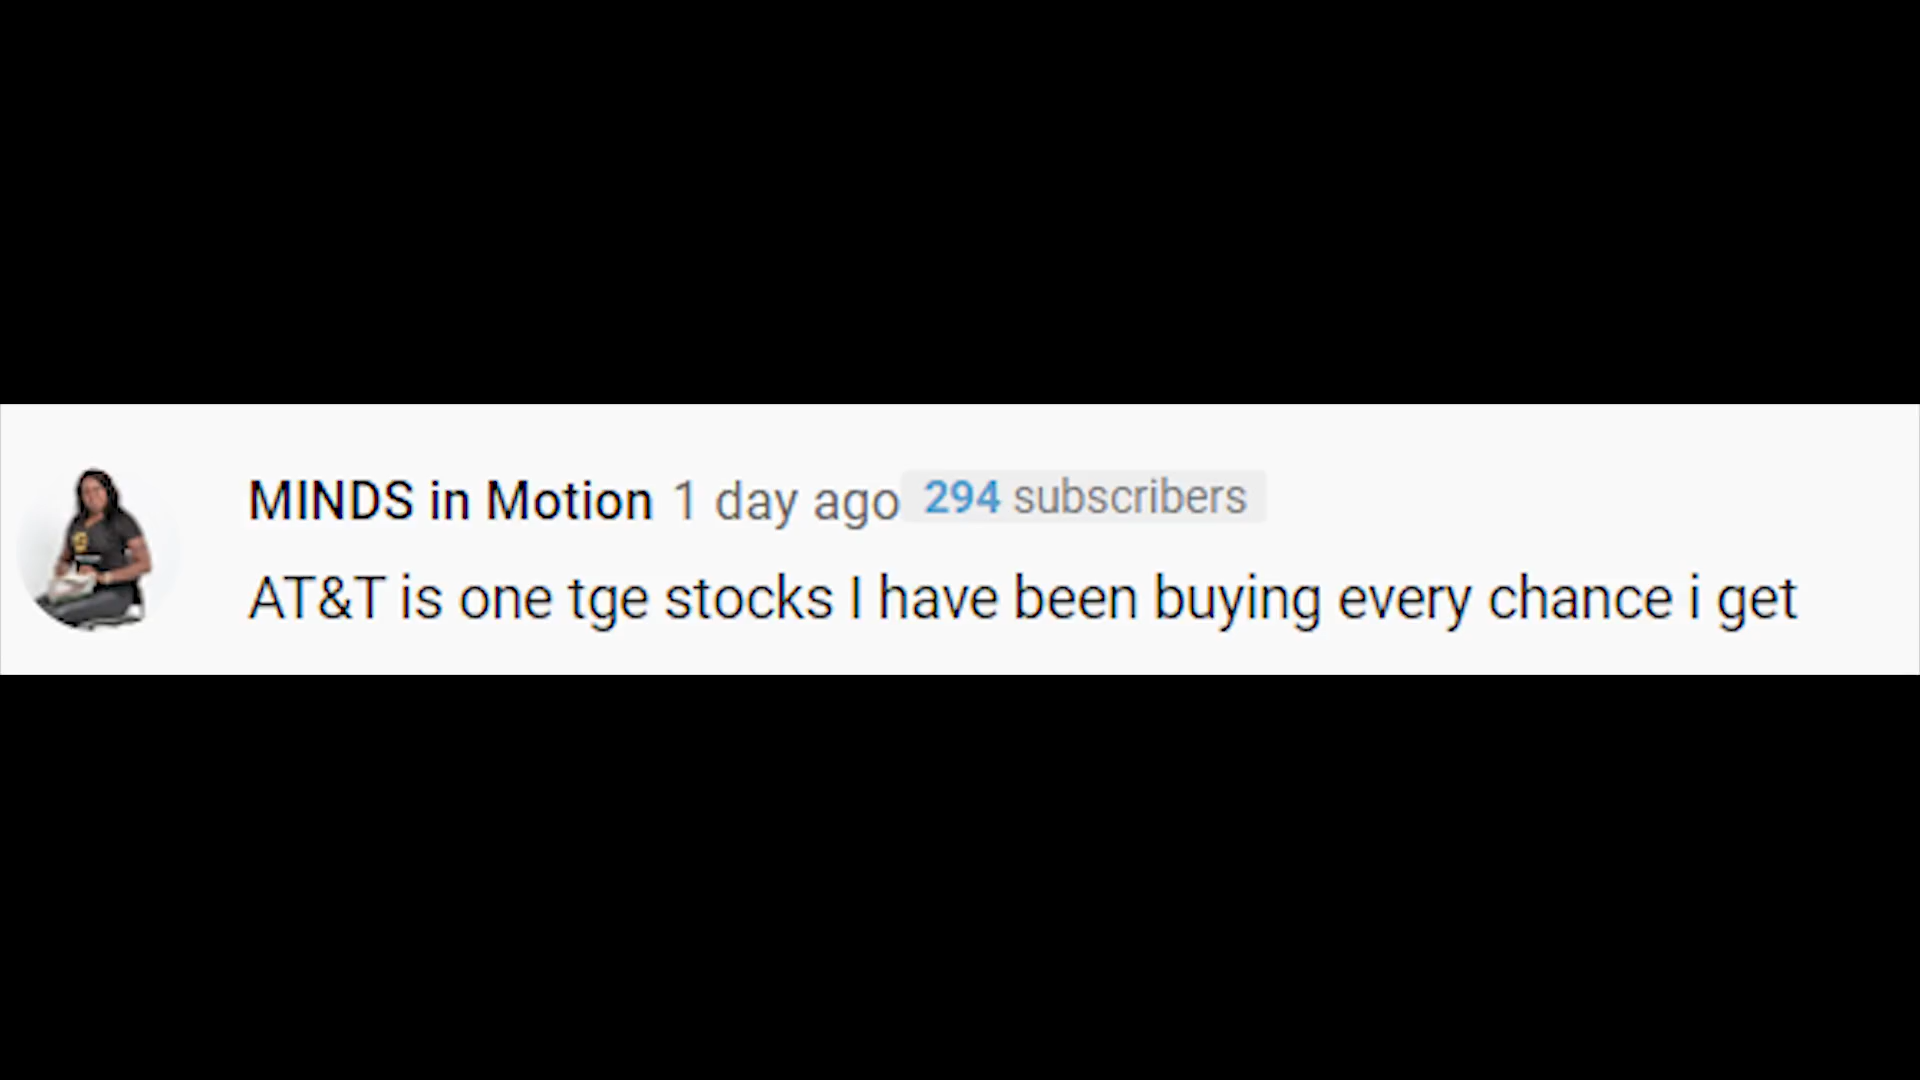 MINDS in Motion 1 day ago 294 subscribers
AT&T is one tge stocks I have been buying every chance i get